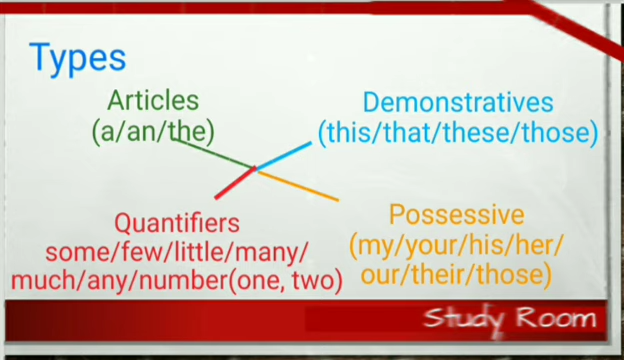 Types
Articles
(a/an/the)
Demonstratives
(this/that/these/those)
Quantifiers
some/few/little/many/
much/any/number(one, two)
Possessive
(my/your/his/her/
our/their/those)
Study Room